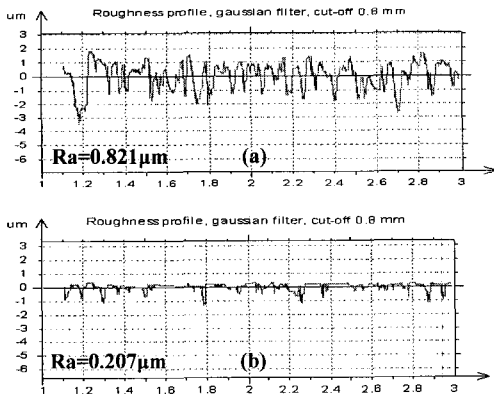 um
Roughness profile, gaussian filter, cut-off 0.8 mm
3
2
1
0
-1
-2
-3
-4
-5
-6
Ra=0.821µm (a)
1 1.2 1.4 1.6 1.8 2 2.2 2.4 2.6 2.8 3
um
Roughness profile, gaussian filter, cut-off 0.8 mm
3
2
1
0
-1
-2
-3
-4
-5
-6
Ra=0.207µm (b)
1 1.2 1.4 1.6 1.8 2 2.2 2.4 2.6 2.8 3